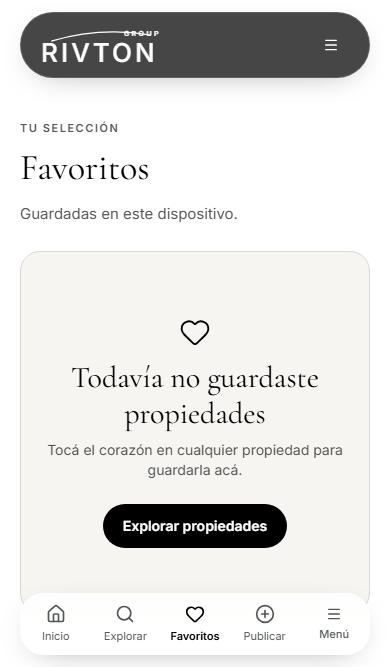 GROUP
RIVTON
TU SELECCIÓN
Favoritos
Guardadas en este dispositivo.
Todavía no guardaste
propiedades
Tocá el corazón en cualquier propiedad para
guardarla acá.
Explorar propiedades
Inicio Explorar Favoritos Publicar Menú